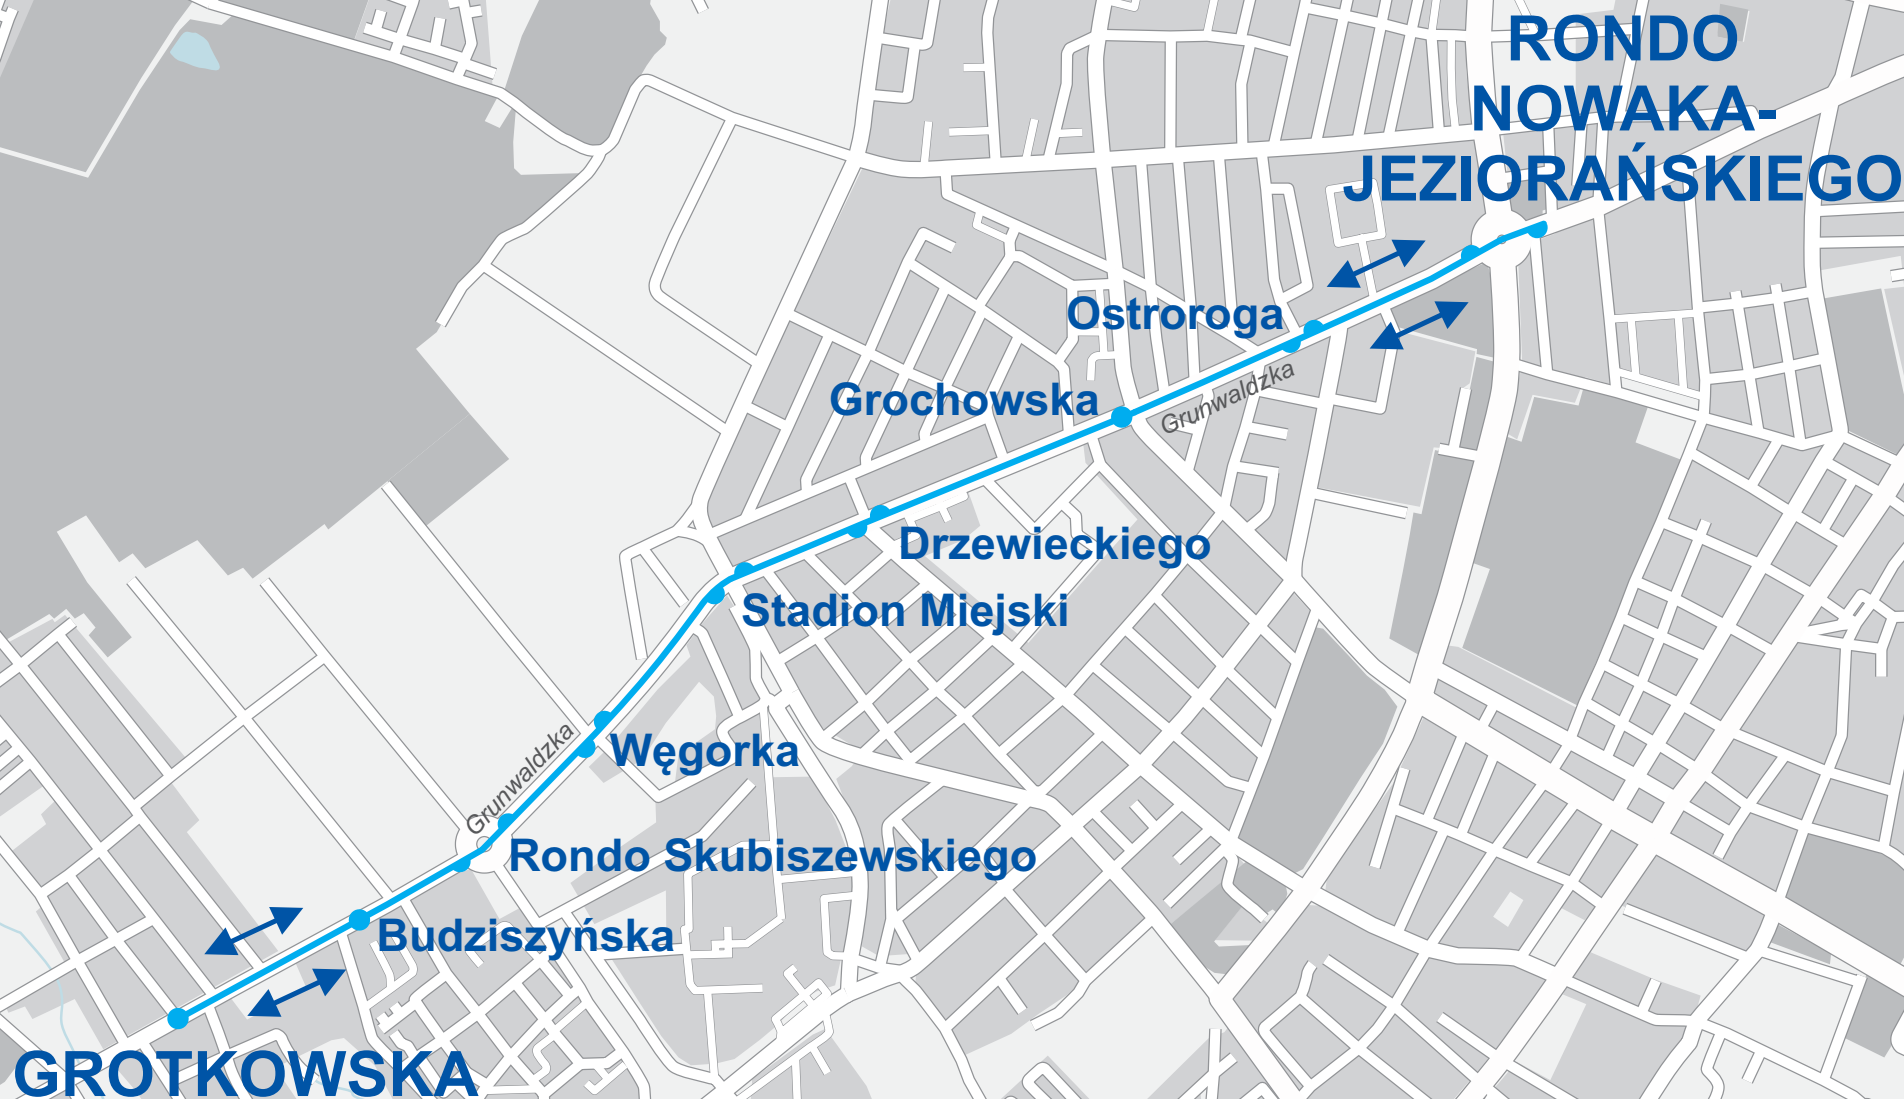 RONDO
NOWAKA-
JEZIORAŃSKIEGO
Ostroroga
Grunwaldzka
Grochowska
Drzewieckiego
Stadion Miejski
Węgorka
Grunwaldzka
Rondo Skubiszewskiego
Budziszyńska
GROTKOWSKA